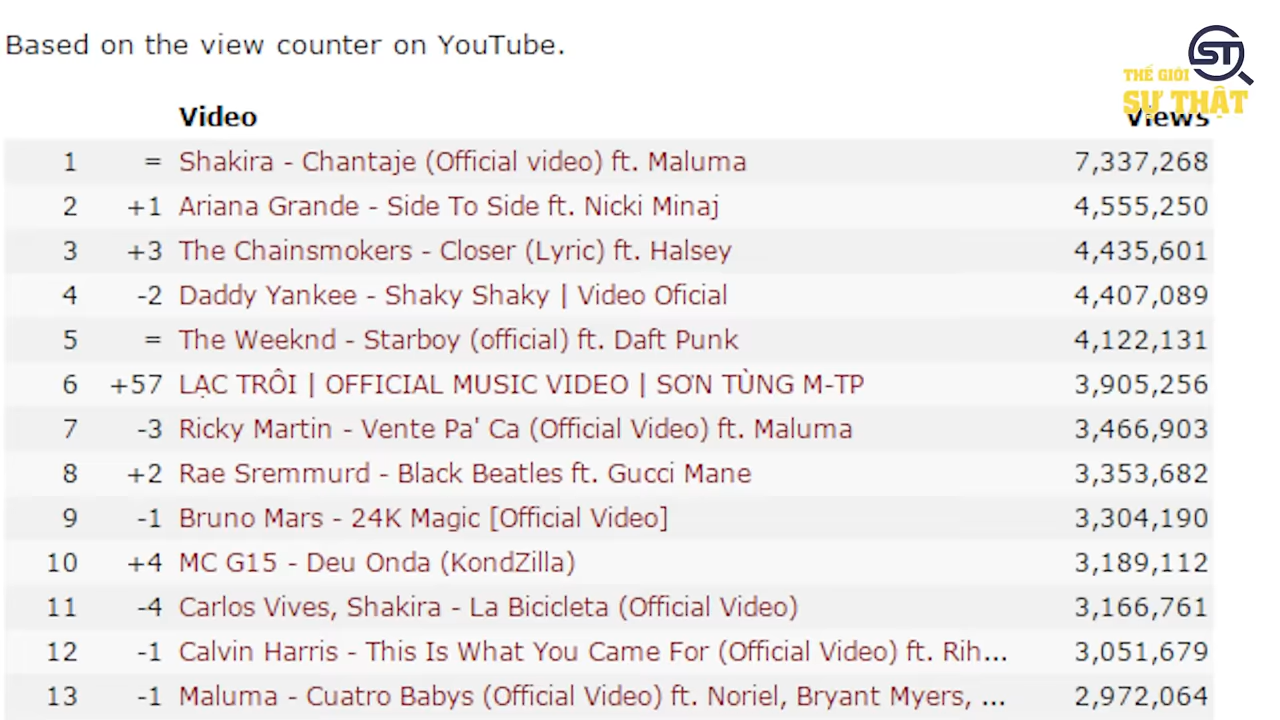 Based on the view counter on YouTube.
ST
THẾ GIỚI
SỰ THẬT
Video Views
1 = Shakira - Chantaje (Official video) ft. Maluma 7,337,268
2 +1 Ariana Grande - Side To Side ft. Nicki Minaj 4,555,250
3 +3 The Chainsmokers - Closer (Lyric) ft. Halsey 4,435,601
4 -2 Daddy Yankee - Shaky Shaky | Video Oficial 4,407,089
5 = The Weeknd - Starboy (official) ft. Daft Punk 4,122,131
6 +57 LẠC TRÔI | OFFICIAL MUSIC VIDEO | SƠN TÙNG M-TP 3,905,256
7 -3 Ricky Martin - Vente Pa' Ca (Official Video) ft. Maluma 3,466,903
8 +2 Rae Sremmurd - Black Beatles ft. Gucci Mane 3,353,682
9 -1 Bruno Mars - 24K Magic [Official Video] 3,304,190
10 +4 MC G15 - Deu Onda (KondZilla) 3,189,112
11 -4 Carlos Vives, Shakira - La Bicicleta (Official Video) 3,166,761
12 -1 Calvin Harris - This Is What You Came For (Official Video) ft. Rih... 3,051,679
13 -1 Maluma - Cuatro Babys (Official Video) ft. Noriel, Bryant Myers, ... 2,972,064